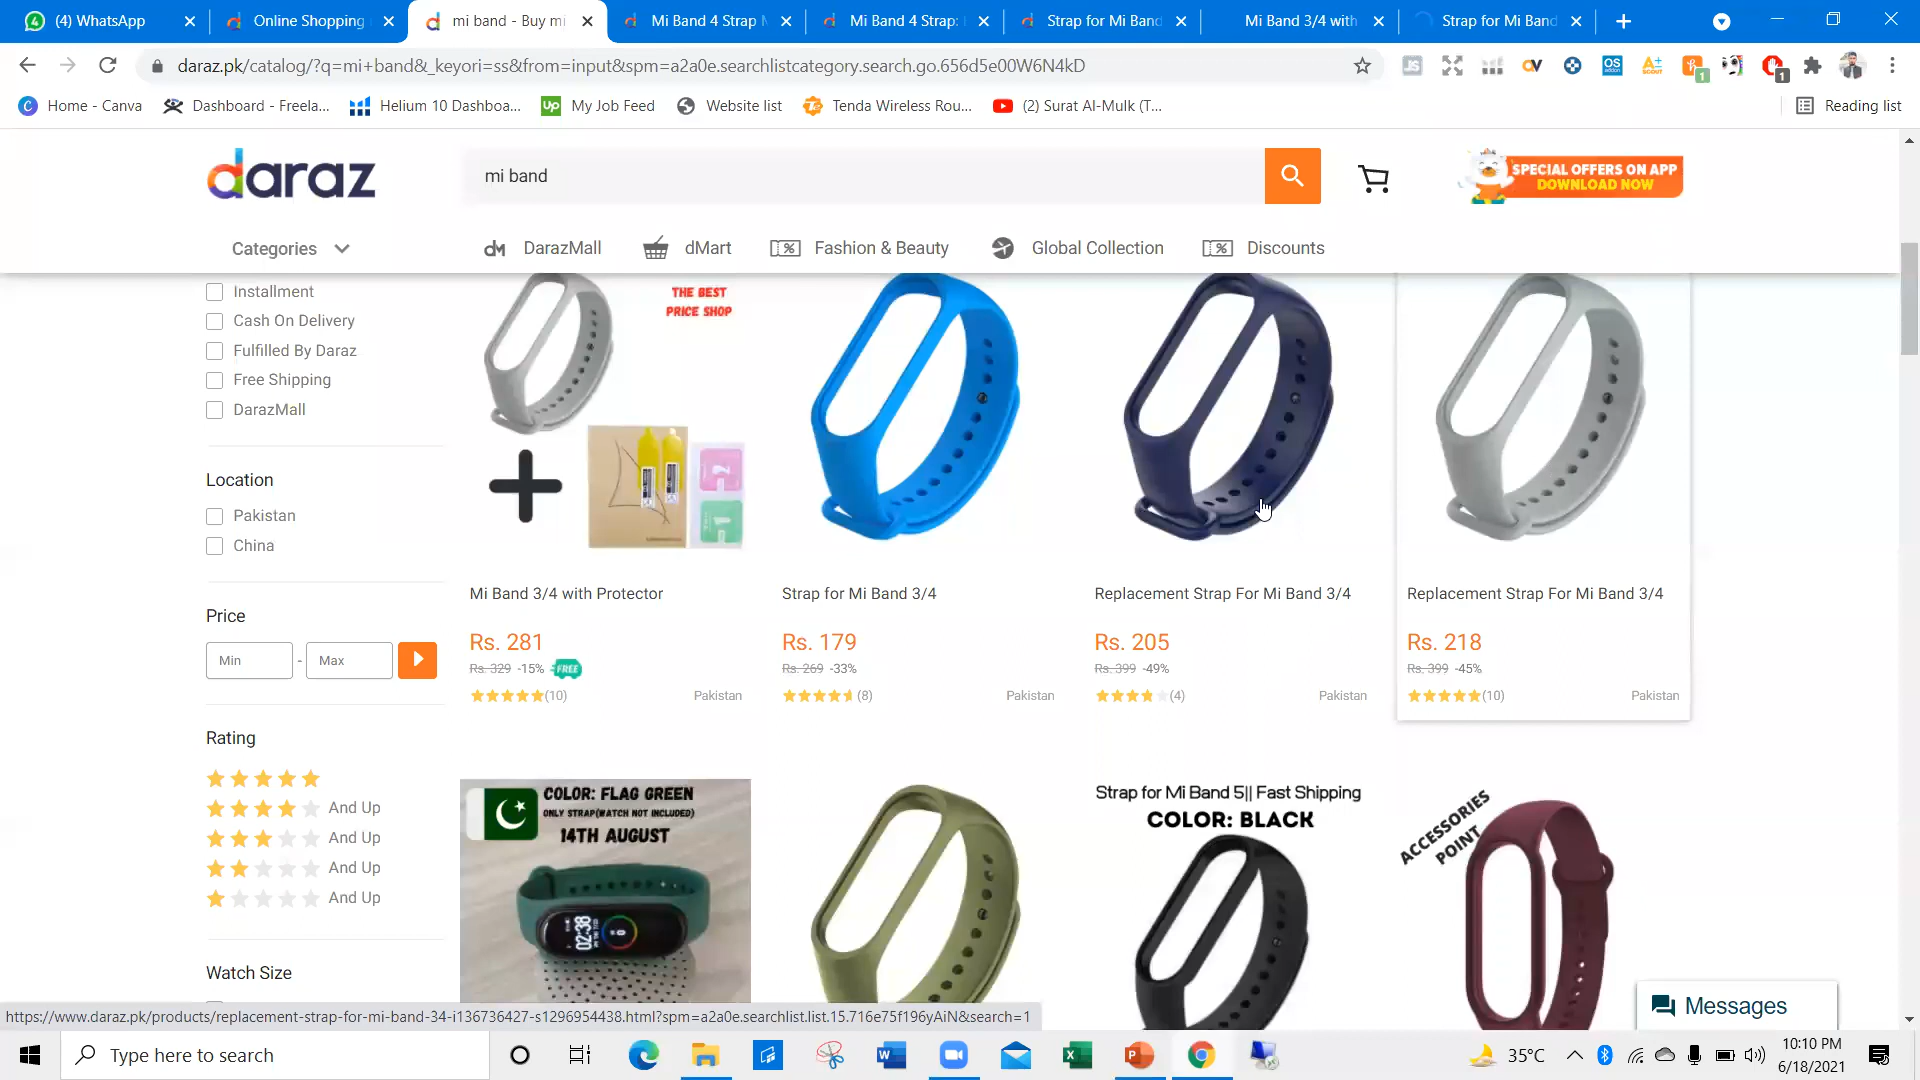 (4) WhatsApp
Online Shopping
mi band - Buy mi
Mi Band 4 Strap
Mi Band 4 Strap:
Strap for Mi Band
Mi Band 3/4 with
Strap for Mi Band
daraz.pk/catalog/?q=mi+band&_keyori=ss&from=input&spm=a2a0e.searchlistcategory.search.go.656d5e00W6N4kD
Home - Canva
Dashboard - Freela...
Helium 10 Dashboa...
Up My Job Feed
Website list
Tenda Wireless Rou...
(2) Surat Al-Mulk (T...
Reading list
daraz
mi band
SPECIAL OFFERS ON APP
DOWNLOAD NOW
Categories
DarazMall
dMart
Fashion & Beauty
Global Collection
Discounts
Installment
Cash On Delivery
Fulfilled By Daraz
Free Shipping
DarazMall
Location
Pakistan
China
Price
Min - Max
Rating
And Up
And Up
And Up
And Up
Watch Size
THE BEST
PRICE SHOP
Mi Band 3/4 with Protector
Rs. 281
Rs. 329 -15% FREE
(10) Pakistan
Strap for Mi Band 3/4
Rs. 179
Rs. 269 -33%
(8) Pakistan
Replacement Strap For Mi Band 3/4
Rs. 205
Rs. 399 -49%
(4) Pakistan
Replacement Strap For Mi Band 3/4
Rs. 218
Rs. 399 -45%
(10) Pakistan
COLOR: FLAG GREEN
ONLY STRAP(WATCH NOT INCLUDED)
14TH AUGUST
02:38
Strap for Mi Band 5|| Fast Shipping
COLOR: BLACK
ACCESSORIES
POINT
Messages
https://www.daraz.pk/products/replacement-strap-for-mi-band-34-i136736427-s1296954438.html?spm=a2a0e.searchlist.list.15.716e75f196yAiN&search=1
Type here to search
35°C
10:10 PM
6/18/2021